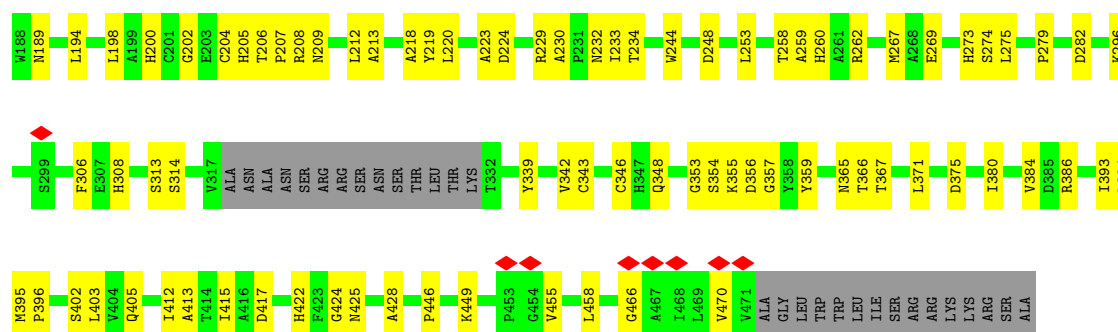 W188 N189 L194 L198 A199 H200 C201 G202 E203 C204 H205 T206 P207 R208 N209 L212 A213 A218 Y219 L220 A223 D224 R229 A230 P231 N232 I233 T234 W244 D248 L253 T258 A259 H260 A261 R262 M267 A268 E269 H273 S274 L275 P279 D282 K296
S299 F306 E307 H308 S313 S314 V317 ALA ASN ALA ASN SER ARG ARG SER ASN SER THR LEU THR LYS T332 Y339 V342 C343 C346 H347 Q348 G353 S354 K355 D356 G357 Y358 Y359 N365 T366 T367 L371 D375 I380 V384 D385 R386 I393
M395 P396 S402 L403 V404 Q405 I412 A413 T414 I415 A416 D417 H422 F423 G424 N425 A428 P446 K449 P453 G454 V455 L458 G466 A467 I468 L469 V470 V471 ALA GLY LEU TRP TRP LEU ILE SER ARG ARG LYS LYS ARG SER ALA